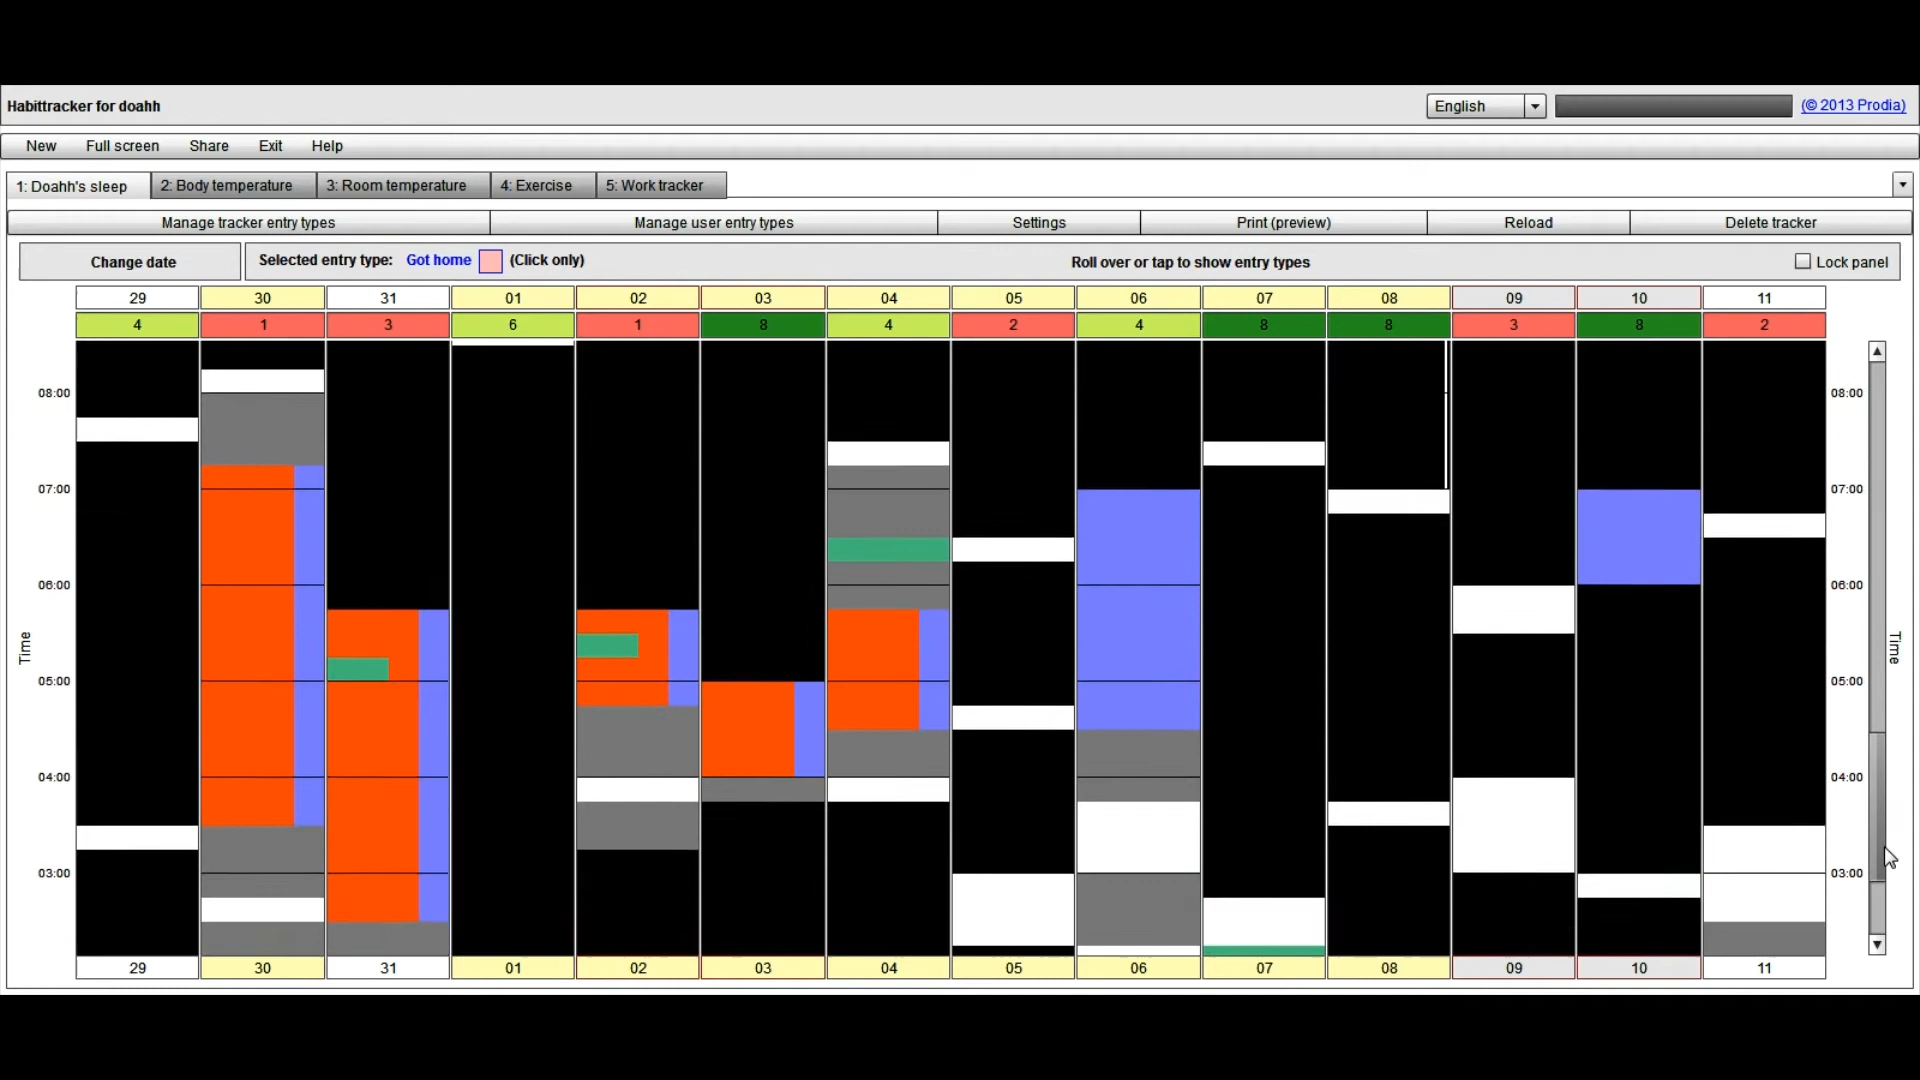 Habittracker for doahh
English
(© 2013 Prodia)
New Full screen Share Exit Help
1: Doahh's sleep 2: Body temperature 3: Room temperature 4: Exercise 5: Work tracker
Manage tracker entry types Manage user entry types Settings Print (preview) Reload Delete tracker
Change date Selected entry type: Got home (Click only) Roll over or tap to show entry types Lock panel
29 30 31 01 02 03 04 05 06 07 08 09 10 11
4 1 3 6 1 8 4 2 4 8 8 3 8 2
08:00 08:00
07:00 07:00
06:00 06:00
Time Time
05:00 05:00
04:00 04:00
03:00 03:00
29 30 31 01 02 03 04 05 06 07 08 09 10 11